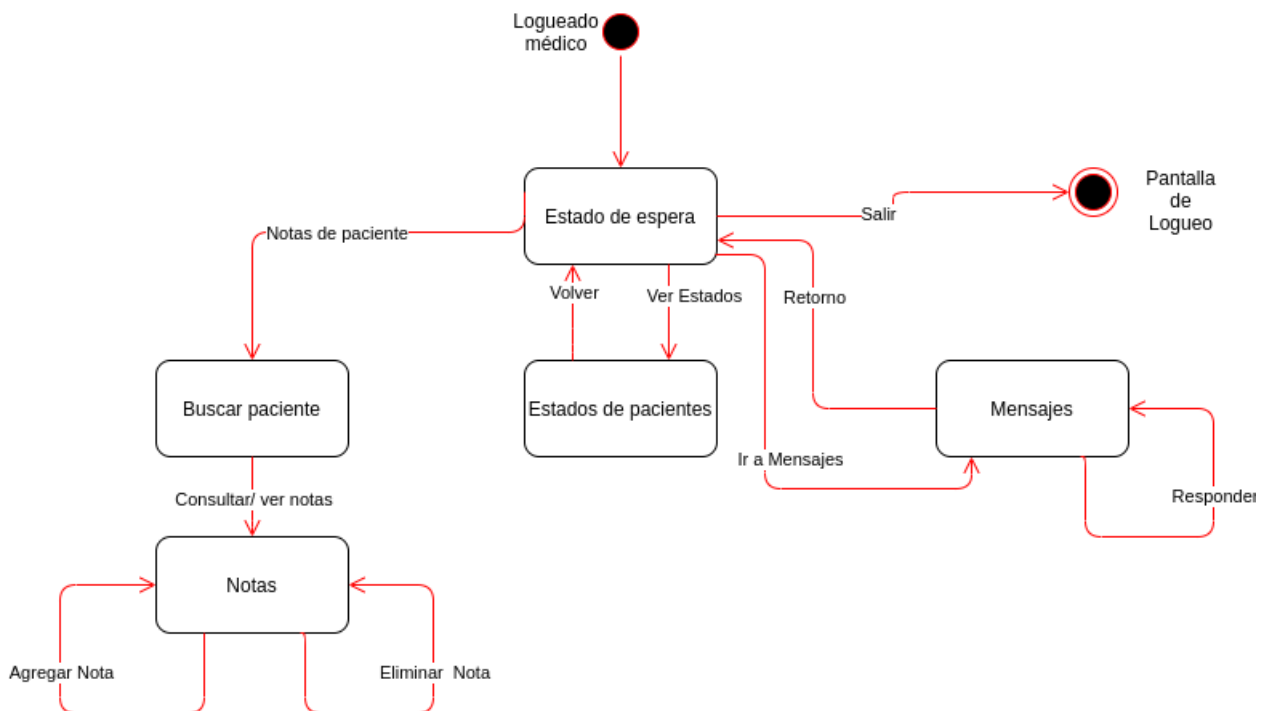 Logueado
médico
Estado de espera
Salir
Pantalla
de
Logueo
Notas de paciente
Volver
Ver Estados
Retorno
Buscar paciente
Estados de pacientes
Mensajes
Ir a Mensajes
Consultar/ ver notas
Responder
Notas
Agregar Nota
Eliminar  Nota